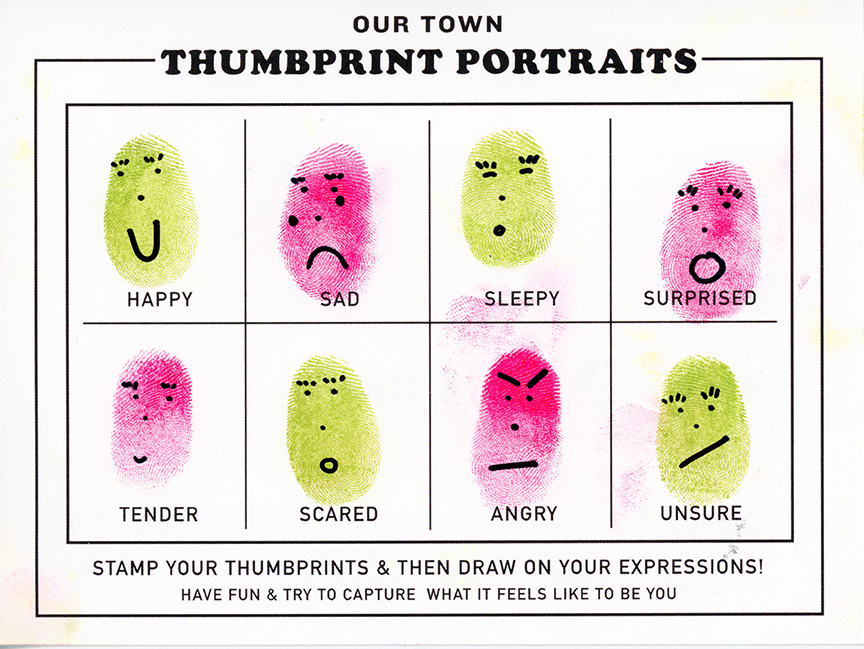 OUR TOWN
THUMBPRINT PORTRAITS
HAPPY
SAD
SLEEPY
SURPRISED
TENDER
SCARED
ANGRY
UNSURE
STAMP YOUR THUMBPRINTS & THEN DRAW ON YOUR EXPRESSIONS!
HAVE FUN & TRY TO CAPTURE WHAT IT FEELS LIKE TO BE YOU